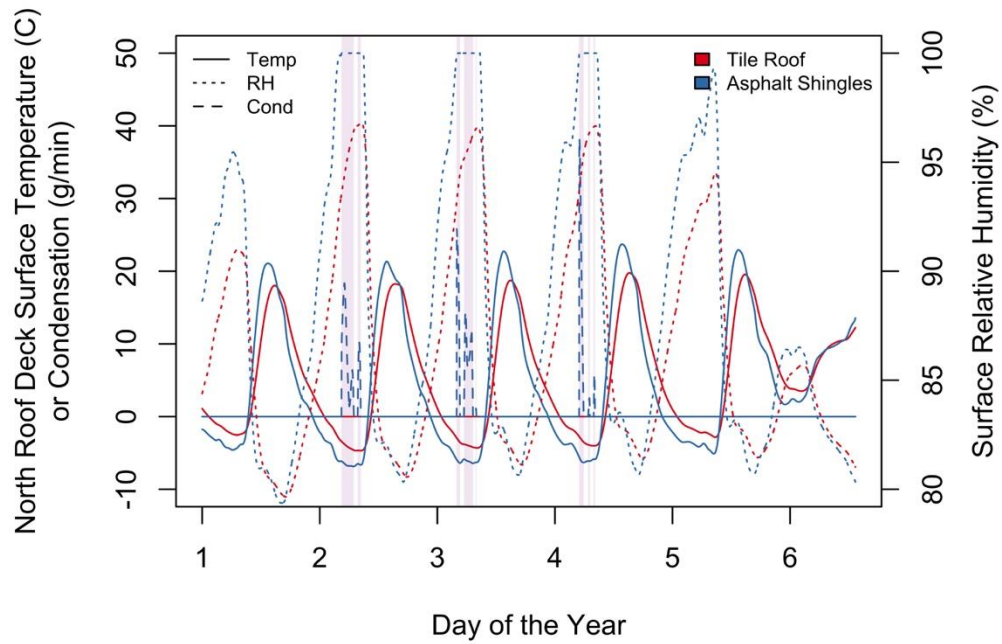 North Roof Deck Surface Temperature (C)
or Condensation (g/min)
50
40
30
20
10
0
-10
Temp
RH
Cond
Tile Roof
Asphalt Shingles
100
95
90
85
80
Surface Relative Humidity (%)
1 2 3 4 5 6
Day of the Year